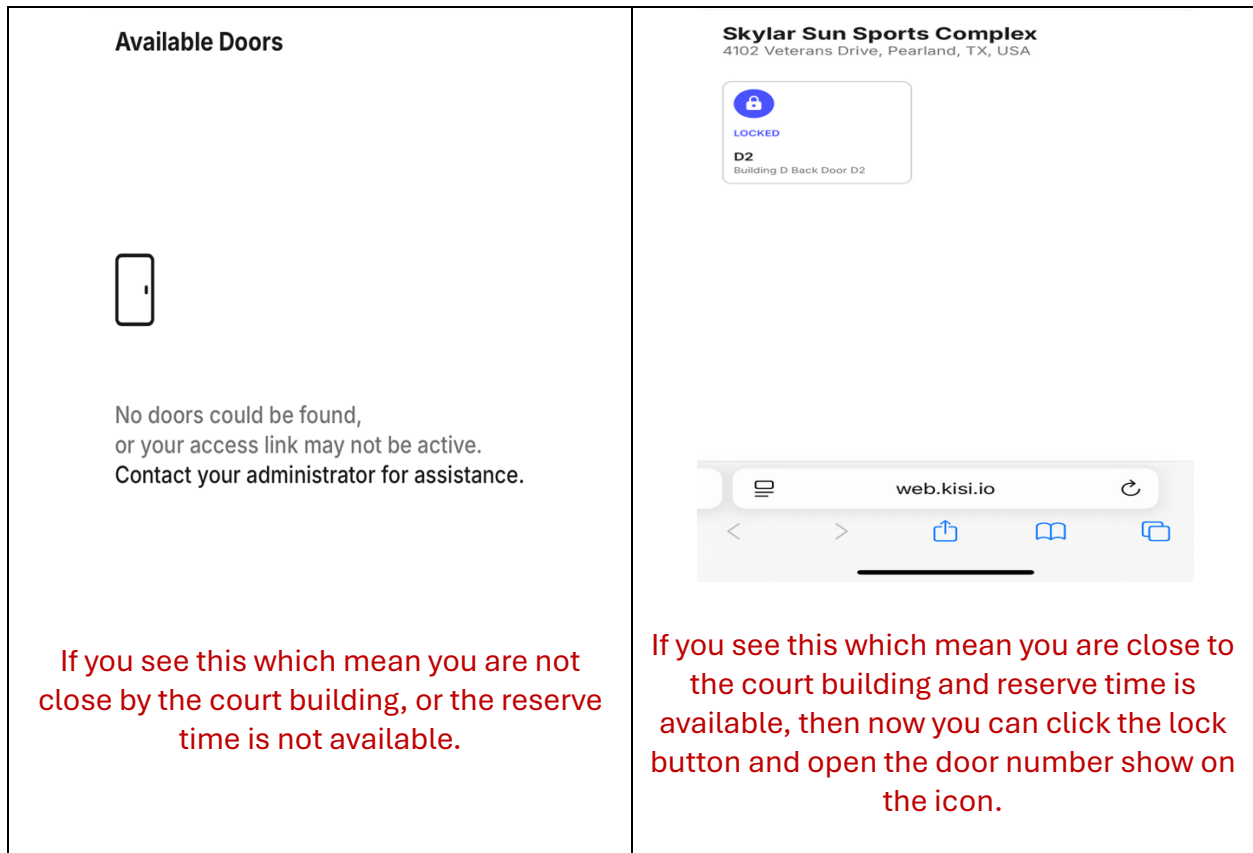 Available Doors
No doors could be found,
or your access link may not be active.
Contact your administrator for assistance.
If you see this which mean you are not
close by the court building, or the reserve
time is not available.
Skylar Sun Sports Complex
4102 Veterans Drive, Pearland, TX, USA
LOCKED
D2
Building D Back Door D2
web.kisi.io
If you see this which mean you are close to
the court building and reserve time is
available, then now you can click the lock
button and open the door number show on
the icon.